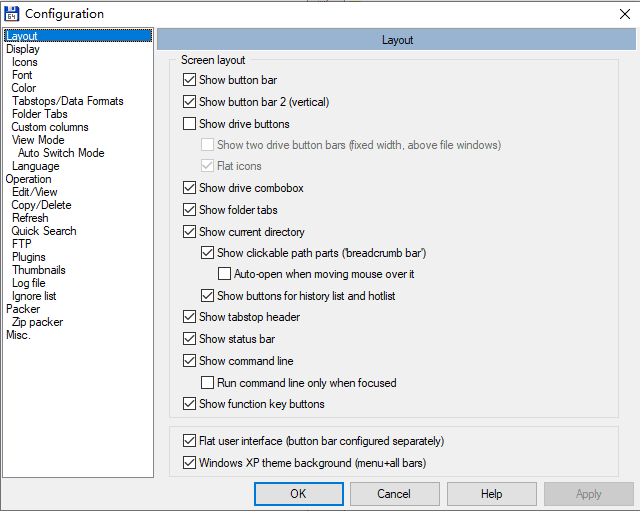 64
Configuration
Layout
Display
Icons
Font
Color
Tabstops/Data Formats
Folder Tabs
Custom columns
View Mode
Auto Switch Mode
Language
Operation
Edit/View
Copy/Delete
Refresh
Quick Search
FTP
Plugins
Thumbnails
Log file
Ignore list
Packer
Zip packer
Misc.
Layout
Screen layout
Show button bar
Show button bar 2 (vertical)
Show drive buttons
Show two drive button bars (fixed width, above file windows)
Flat icons
Show drive combobox
Show folder tabs
Show current directory
Show clickable path parts ('breadcrumb bar')
Auto-open when moving mouse over it
Show buttons for history list and hotlist
Show tabstop header
Show status bar
Show command line
Run command line only when focused
Show function key buttons
Flat user interface (button bar configured separately)
Windows XP theme background (menu+all bars)
OK Cancel Help Apply